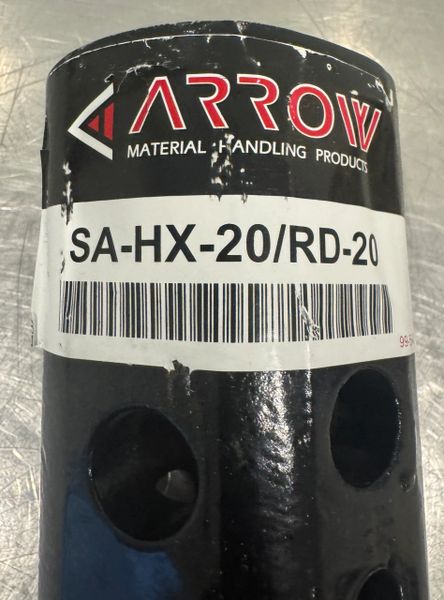 ARROW
MATERIAL HANDLING PRODUCTS
SA-HX-20/RD-20